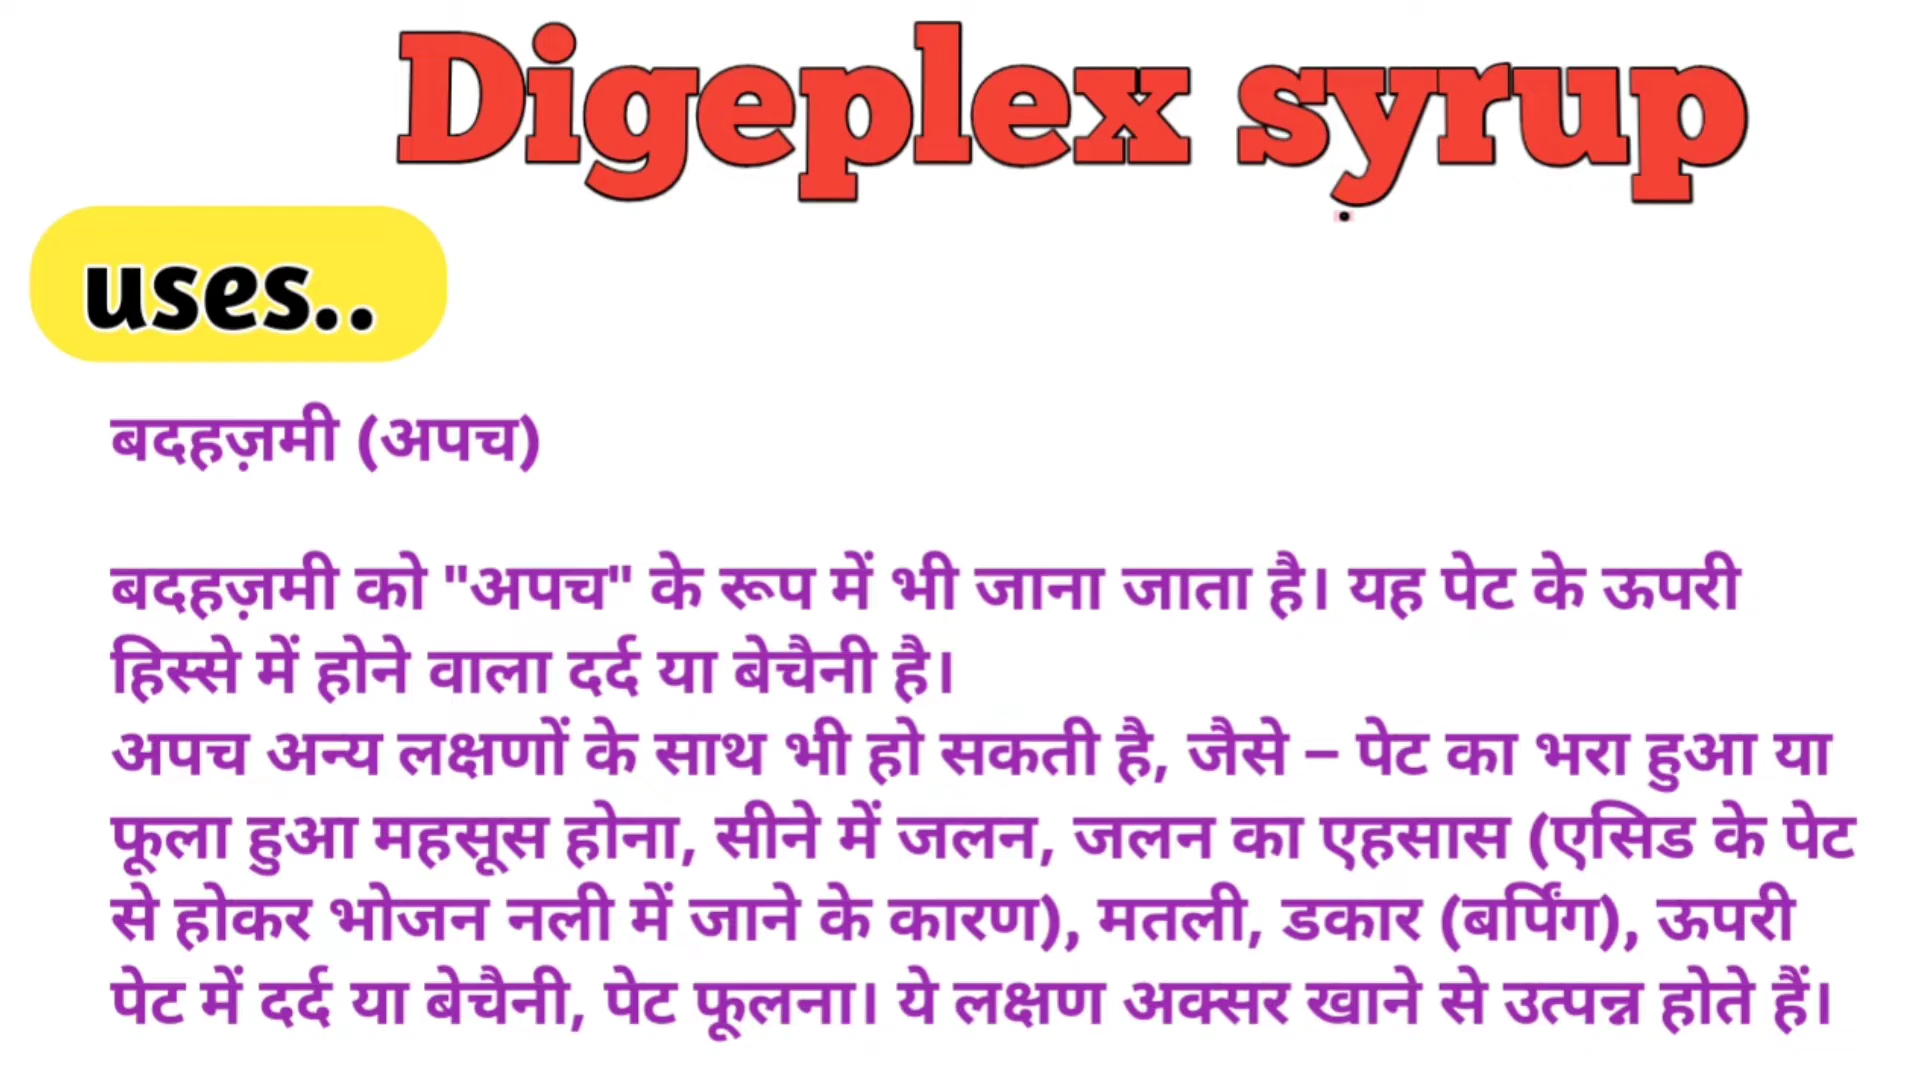 Digeplex syrup
uses..
बदहज़मी (अपच)
बदहज़मी को "अपच" के रूप में भी जाना जाता है। यह पेट के ऊपरी
हिस्से में होने वाला दर्द या बेचैनी है।
अपच अन्य लक्षणों के साथ भी हो सकती है, जैसे – पेट का भरा हुआ या
फूला हुआ महसूस होना, सीने में जलन, जलन का एहसास (एसिड के पेट
से होकर भोजन नली में जाने के कारण), मतली, डकार (बर्पिंग), ऊपरी
पेट में दर्द या बेचैनी, पेट फूलना। ये लक्षण अक्सर खाने से उत्पन्न होते हैं।